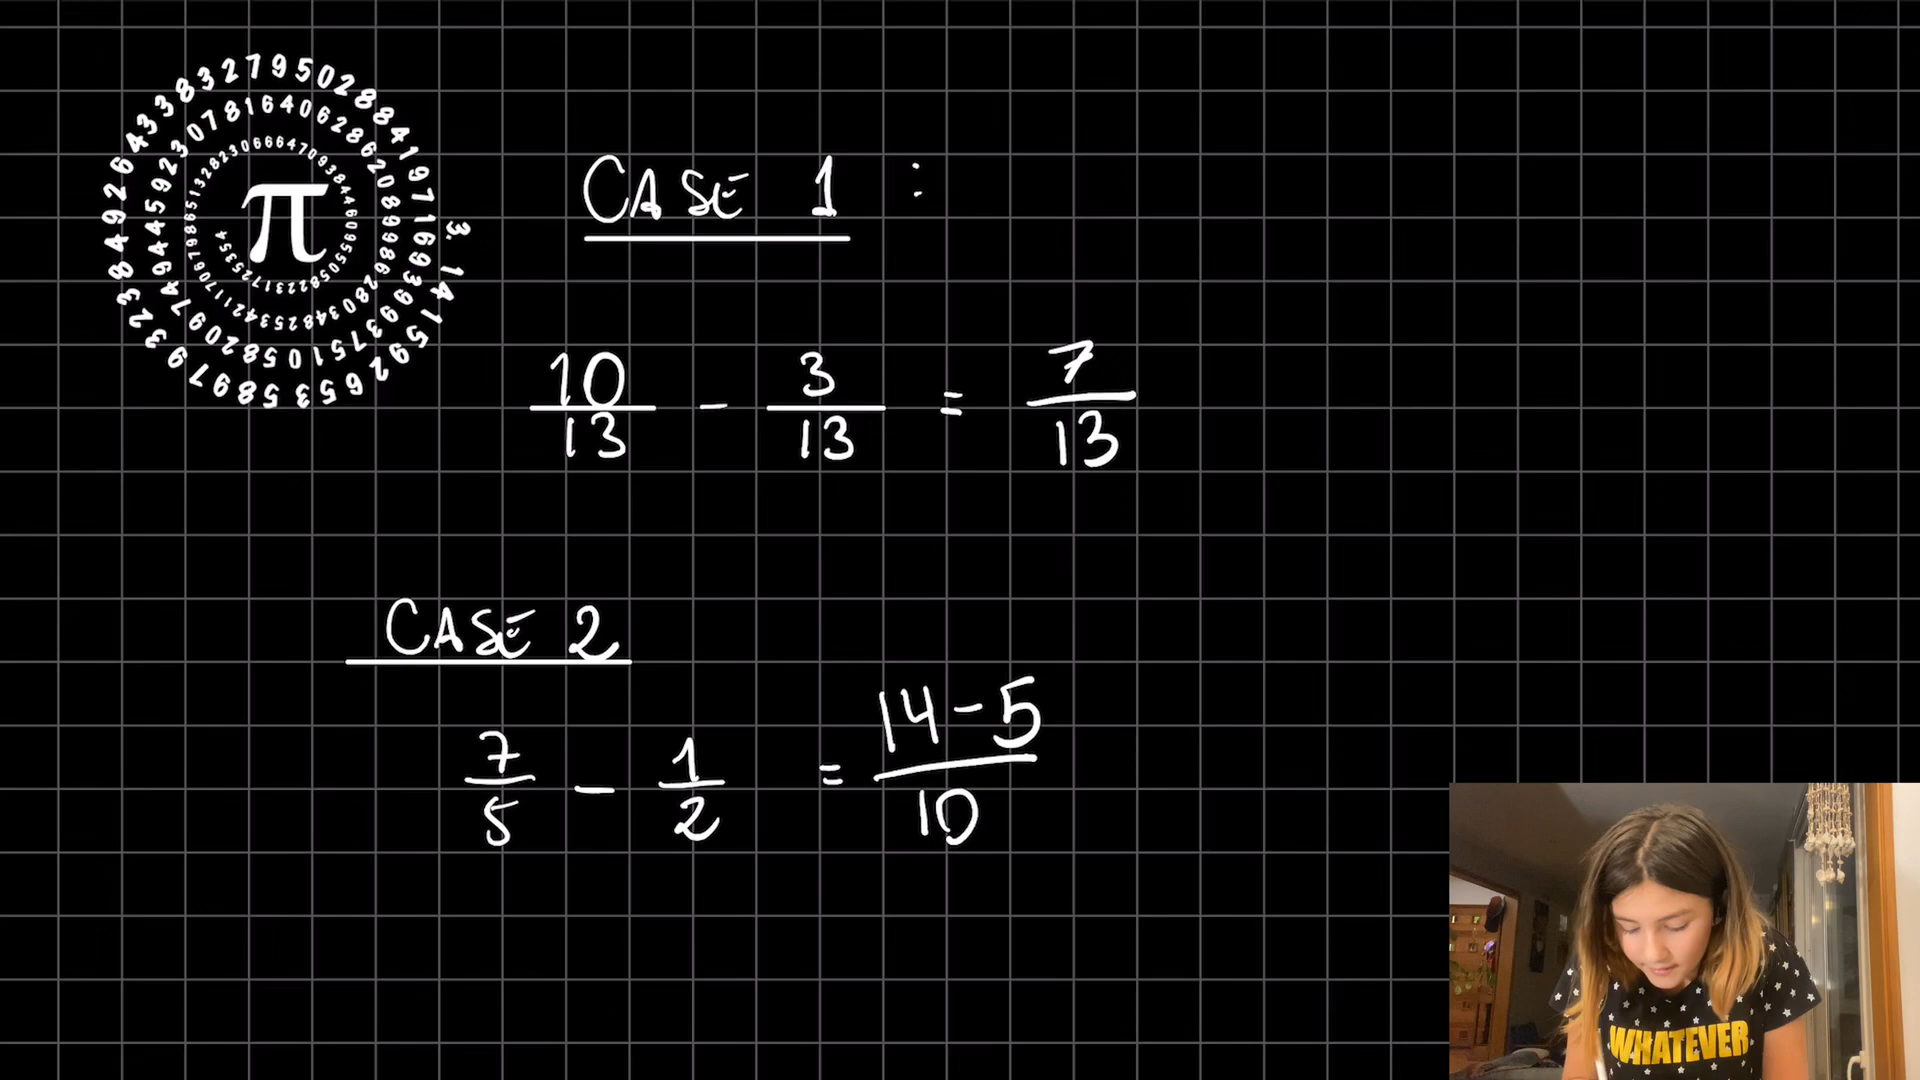 π
CASE 1 :
10/13 - 3/13 = 7/13
CASE 2
7/5 - 1/2 = 14-5/10
WHATEVER